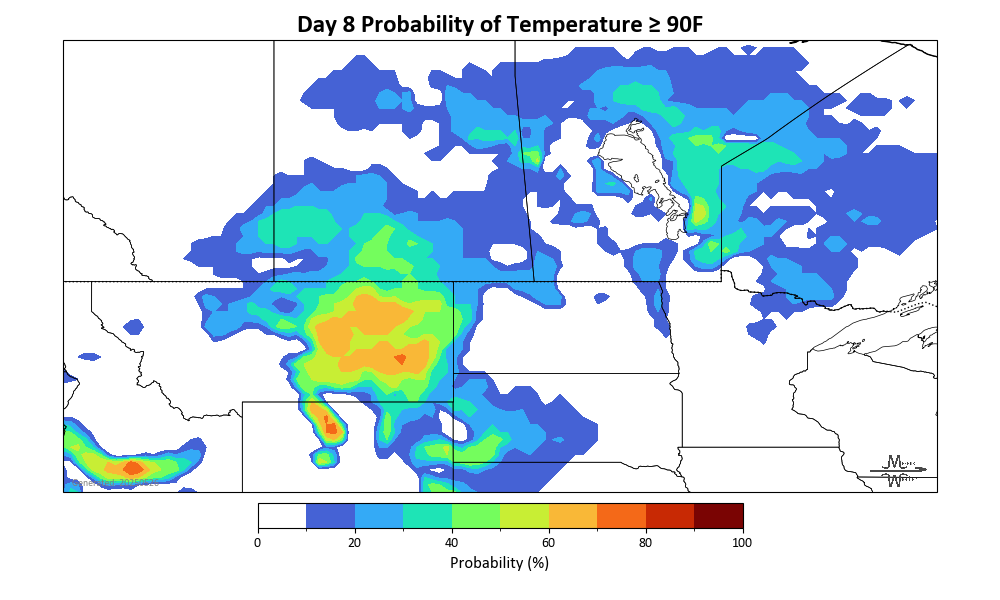 Day 8 Probability of Temperature ≥ 90F
M
W
0 20 40 60 80 100
Probability (%)